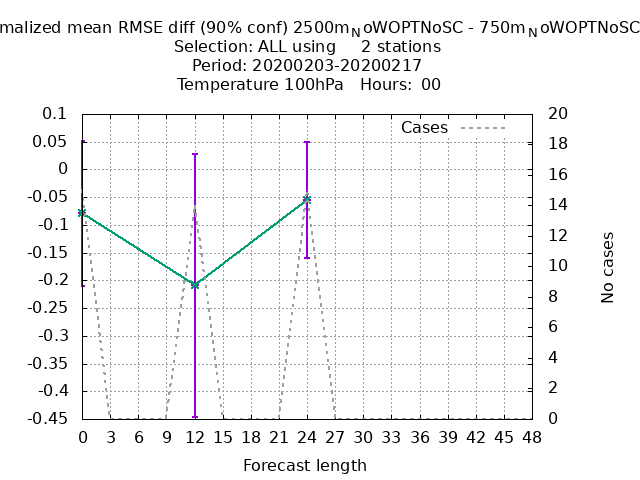 malized mean RMSE diff (90% conf) 2500mNoWOPTNoSC - 750mNoWOPTNoSC
Selection: ALL using 2 stations
Period: 20200203-20200217
Temperature 100hPa Hours: 00
Cases
0.1
0.05
0
-0.05
-0.1
-0.15
-0.2
-0.25
-0.3
-0.35
-0.4
-0.45
20
18
16
14
12
10
8
6
4
2
0
No cases
0 3 6 9 12 15 18 21 24 27 30 33 36 39 42 45 48
Forecast length